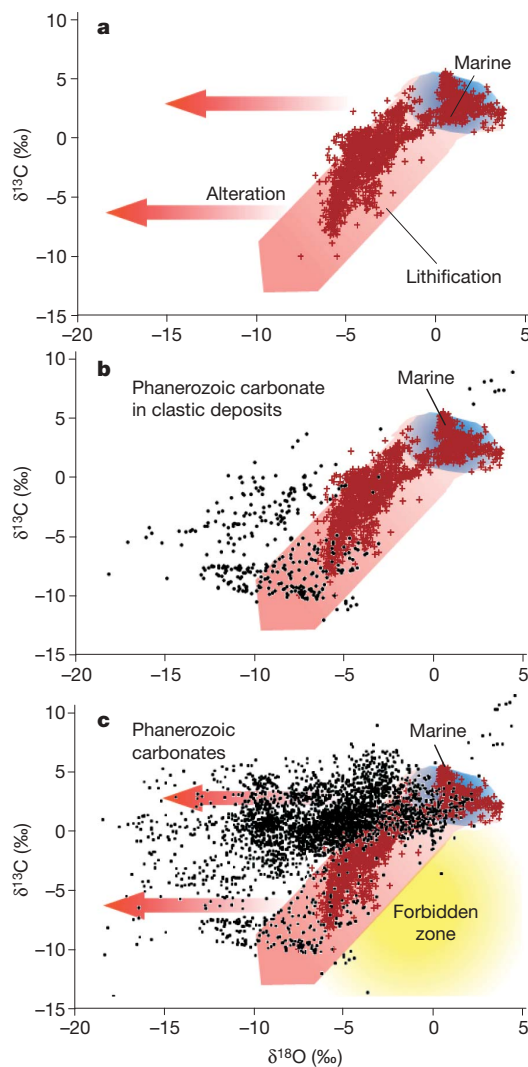 a
Marine
10
5
0
−5
−10
−15
δ13C (‰)
Alteration
Lithification
−20
−15
−10
−5
0
5
b
Phanerozoic carbonate
in clastic deposits
Marine
10
5
0
−5
−10
−15
δ13C (‰)
−20
−15
−10
−5
0
5
c
Phanerozoic
carbonates
Marine
10
5
0
−5
−10
−15
δ13C (‰)
Forbidden
zone
−20
−15
−10
−5
0
5
δ18O (‰)